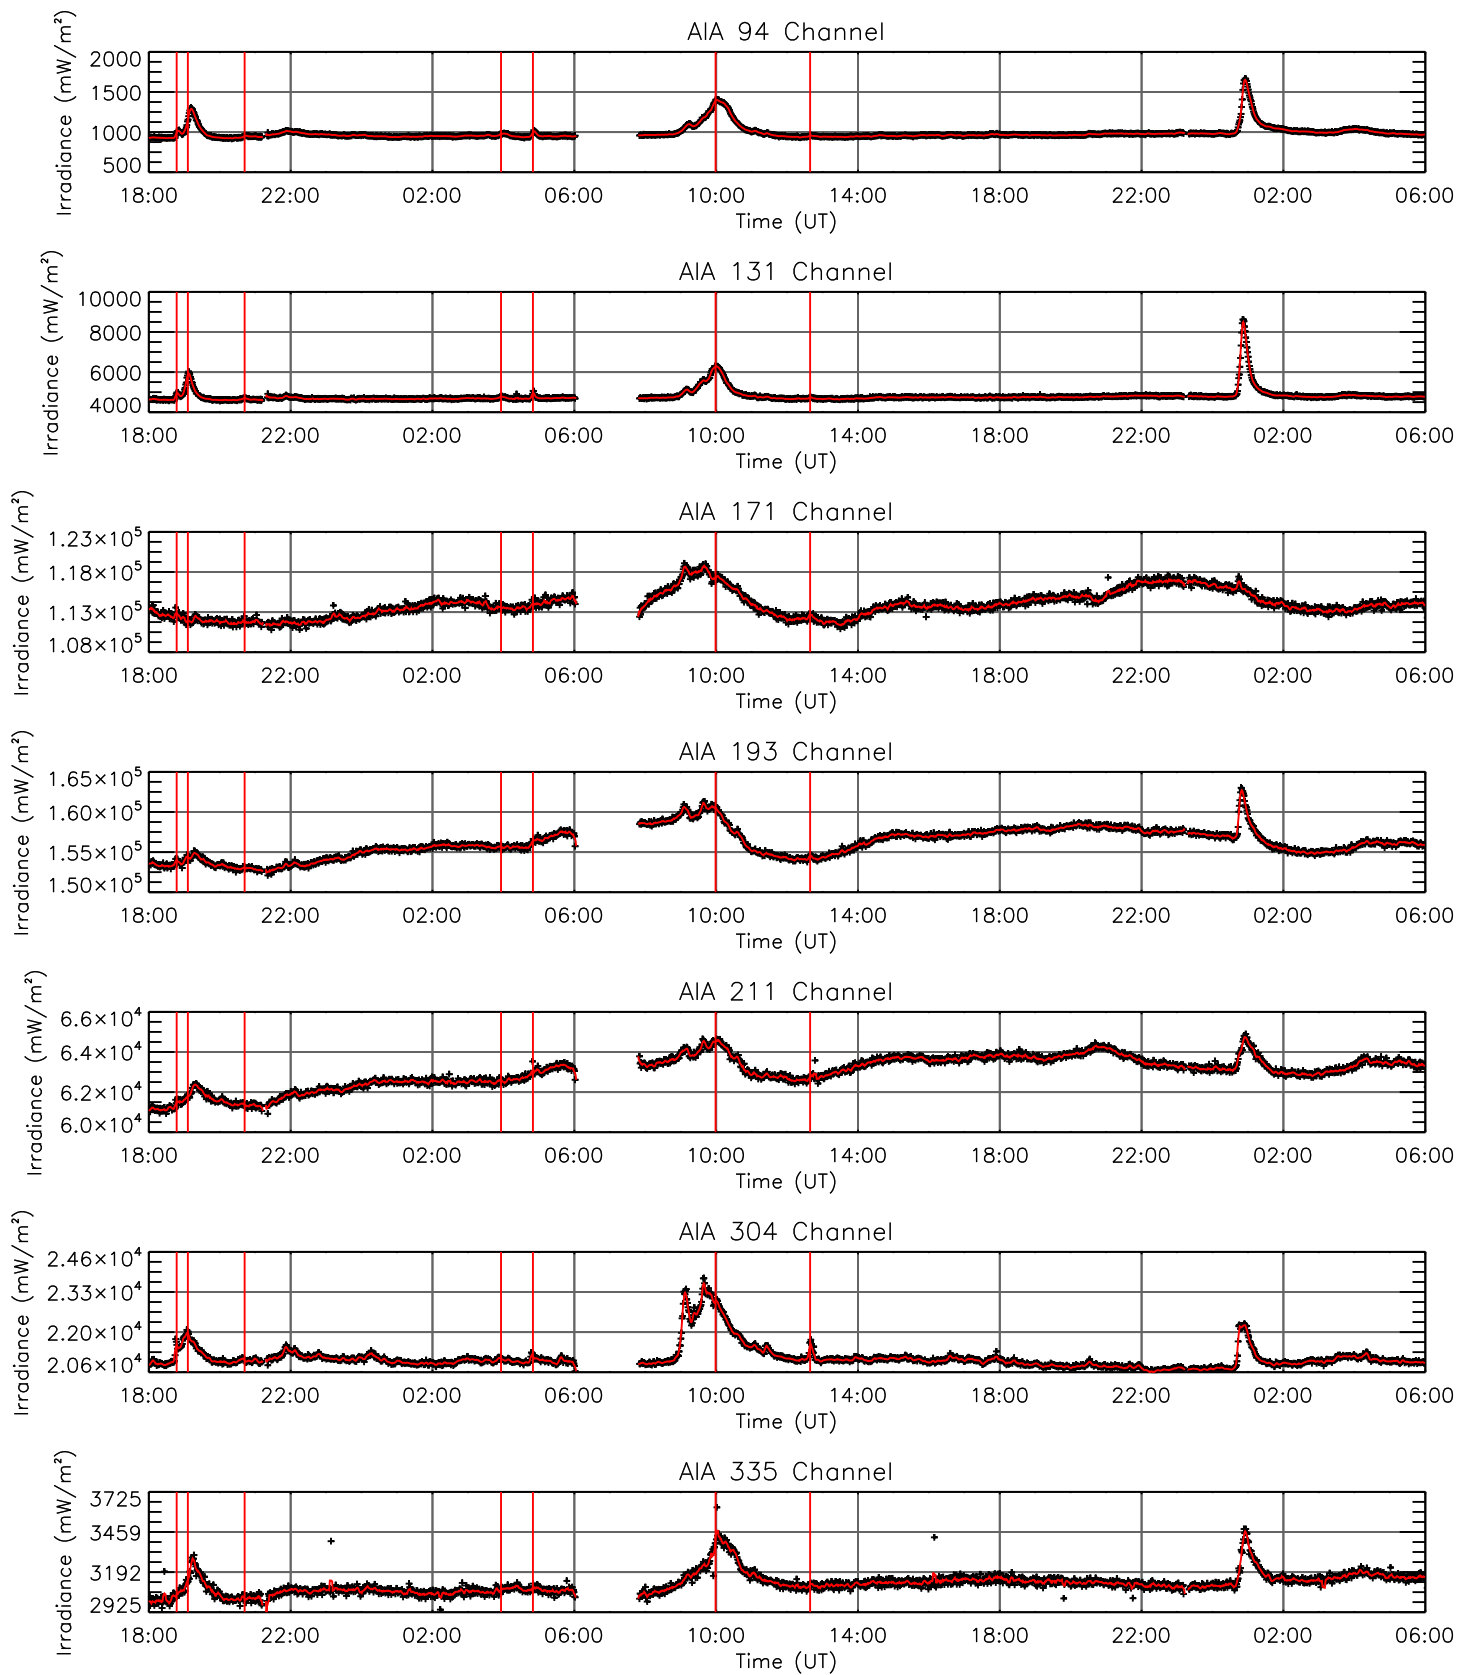 AIA 94 Channel
Irradiance (mW/m²)
2000
1500
1000
500
18:00 22:00 02:00 06:00 10:00 14:00 18:00 22:00 02:00 06:00
Time (UT)
AIA 131 Channel
Irradiance (mW/m²)
10000
8000
6000
4000
18:00 22:00 02:00 06:00 10:00 14:00 18:00 22:00 02:00 06:00
Time (UT)
AIA 171 Channel
Irradiance (mW/m²)
1.23×10⁵
1.18×10⁵
1.13×10⁵
1.08×10⁵
18:00 22:00 02:00 06:00 10:00 14:00 18:00 22:00 02:00 06:00
Time (UT)
AIA 193 Channel
Irradiance (mW/m²)
1.65×10⁵
1.60×10⁵
1.55×10⁵
1.50×10⁵
18:00 22:00 02:00 06:00 10:00 14:00 18:00 22:00 02:00 06:00
Time (UT)
AIA 211 Channel
Irradiance (mW/m²)
6.6×10⁴
6.4×10⁴
6.2×10⁴
6.0×10⁴
18:00 22:00 02:00 06:00 10:00 14:00 18:00 22:00 02:00 06:00
Time (UT)
AIA 304 Channel
Irradiance (mW/m²)
2.46×10⁴
2.33×10⁴
2.20×10⁴
2.06×10⁴
18:00 22:00 02:00 06:00 10:00 14:00 18:00 22:00 02:00 06:00
Time (UT)
AIA 335 Channel
Irradiance (mW/m²)
3725
3459
3192
2925
18:00 22:00 02:00 06:00 10:00 14:00 18:00 22:00 02:00 06:00
Time (UT)